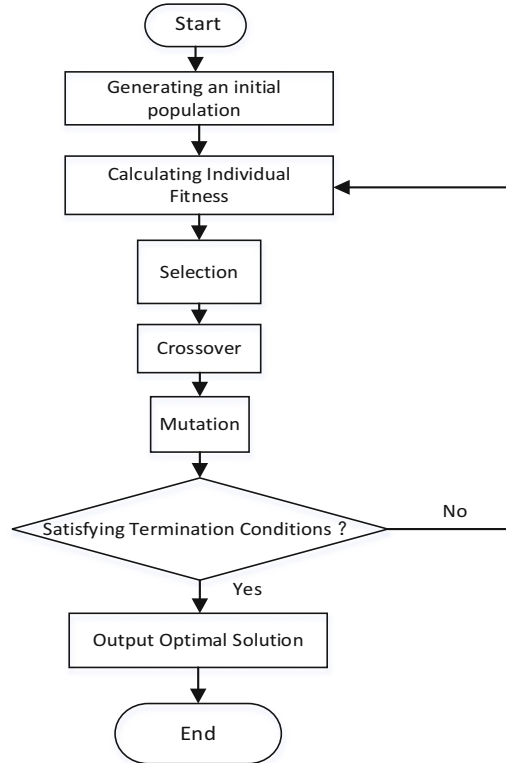 Start
Generating an initial
population
Calculating Individual
Fitness
Selection
Crossover
Mutation
Satisfying Termination Conditions ?
No
Yes
Output Optimal Solution
End